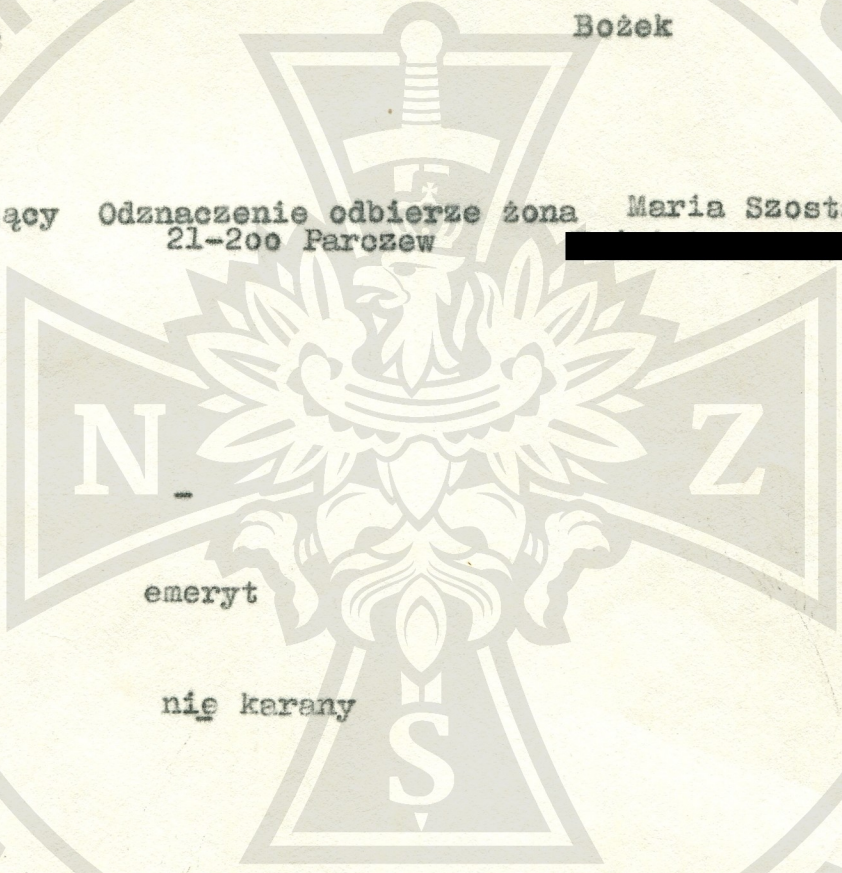 Bożek
ący Odznaczenie odbierze żona Maria Szost
21-2oo Parczew
N Z
-
emeryt
nie karany
S